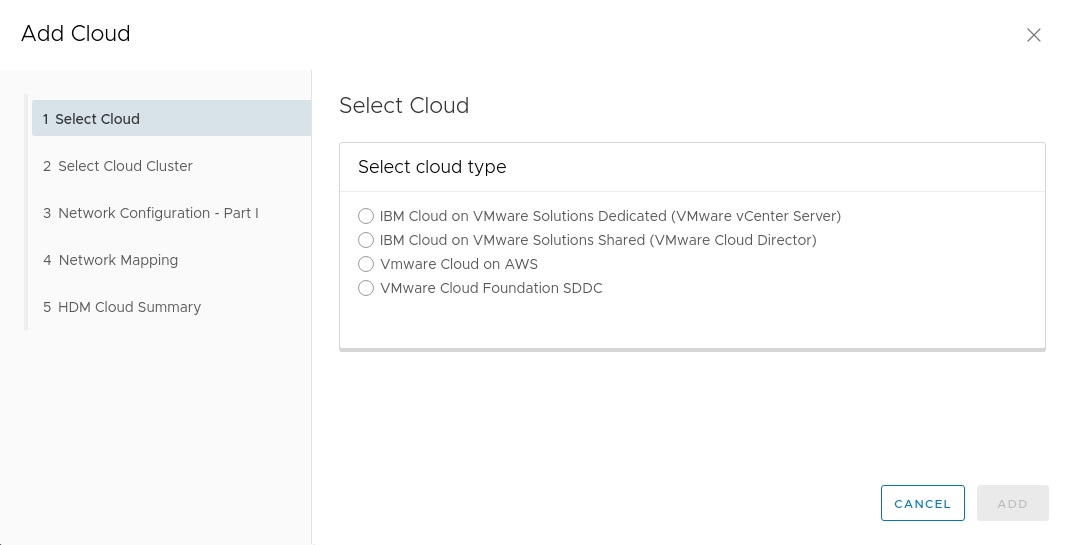 Add Cloud
1 Select Cloud
2 Select Cloud Cluster
3 Network Configuration - Part I
4 Network Mapping
5 HDM Cloud Summary
Select Cloud
Select cloud type
IBM Cloud on VMware Solutions Dedicated (VMware vCenter Server)
IBM Cloud on VMware Solutions Shared (VMware Cloud Director)
Vmware Cloud on AWS
VMware Cloud Foundation SDDC
CANCEL
ADD